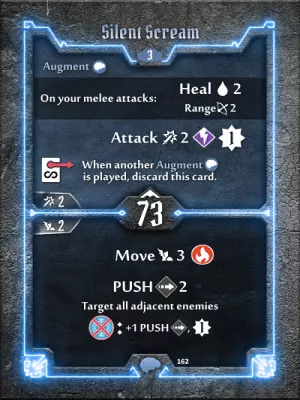 Silent Scream
3
Augment
On your melee attacks:
Heal 2
Range 2
Attack 2 1
S
When another Augment
is played, discard this card.
2
73
2
Move 3
PUSH 2
Target all adjacent enemies
: +1 PUSH , 1
162